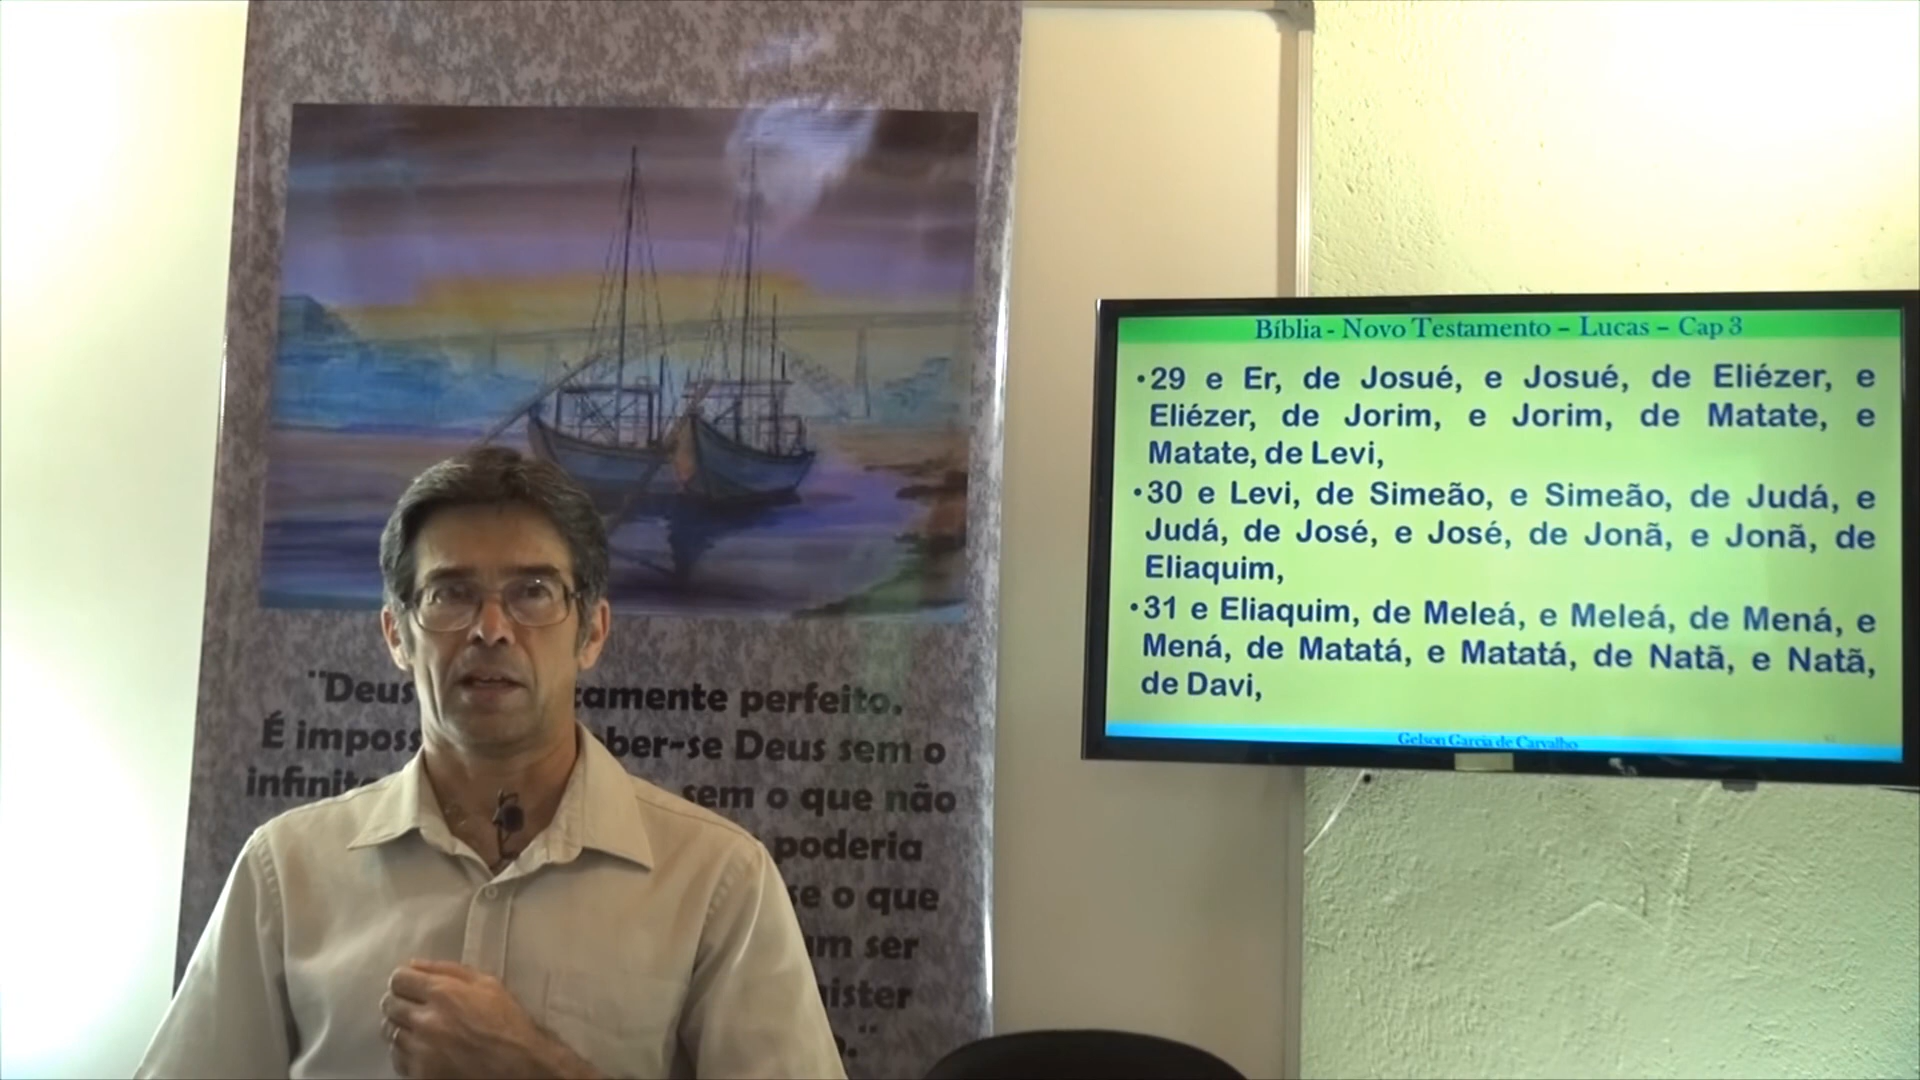 ¨Deus camente perfeito.
É imposs ber-se Deus sem o
infinit sem o que não
poderia
se o que
am ser
ister
."
Bíblia - Novo Testamento – Lucas – Cap 3
•29 e Er, de Josué, e Josué, de Eliézer, e
Eliézer, de Jorim, e Jorim, de Matate, e
Matate, de Levi,
•30 e Levi, de Simeão, e Simeão, de Judá, e
Judá, de José, e José, de Jonã, e Jonã, de
Eliaquim,
•31 e Eliaquim, de Meleá, e Meleá, de Mená, e
Mená, de Matatá, e Matatá, de Natã, e Natã,
de Davi,
Gelson Garcia de Carvalho